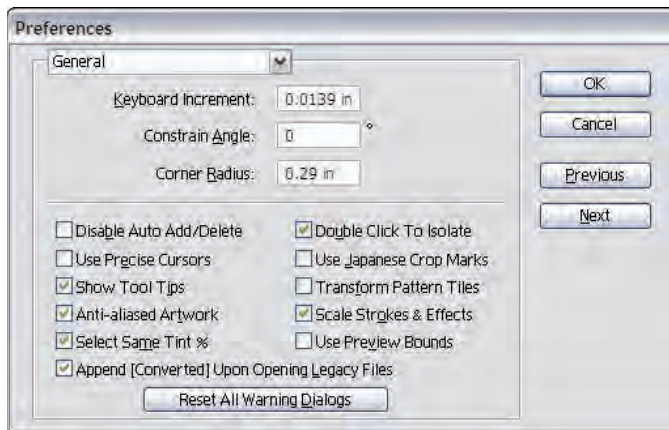 Preferences
General
Keyboard Increment: 0.0139 in
Constrain Angle: 0 °
Corner Radius: 0.29 in
Disable Auto Add/Delete
Double Click To Isolate
Use Precise Cursors
Use Japanese Crop Marks
Show Tool Tips
Transform Pattern Tiles
Anti-aliased Artwork
Scale Strokes & Effects
Select Same Tint %
Use Preview Bounds
Append [Converted] Upon Opening Legacy Files
Reset All Warning Dialogs
OK
Cancel
Previous
Next